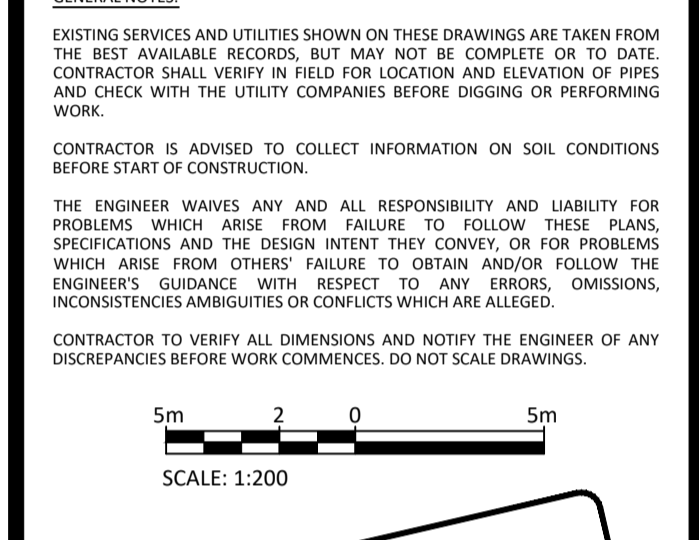 GENERAL NOTES:
EXISTING SERVICES AND UTILITIES SHOWN ON THESE DRAWINGS ARE TAKEN FROM
THE BEST AVAILABLE RECORDS, BUT MAY NOT BE COMPLETE OR TO DATE.
CONTRACTOR SHALL VERIFY IN FIELD FOR LOCATION AND ELEVATION OF PIPES
AND CHECK WITH THE UTILITY COMPANIES BEFORE DIGGING OR PERFORMING
WORK.
CONTRACTOR IS ADVISED TO COLLECT INFORMATION ON SOIL CONDITIONS
BEFORE START OF CONSTRUCTION.
THE ENGINEER WAIVES ANY AND ALL RESPONSIBILITY AND LIABILITY FOR
PROBLEMS WHICH ARISE FROM FAILURE TO FOLLOW THESE PLANS,
SPECIFICATIONS AND THE DESIGN INTENT THEY CONVEY, OR FOR PROBLEMS
WHICH ARISE FROM OTHERS' FAILURE TO OBTAIN AND/OR FOLLOW THE
ENGINEER'S GUIDANCE WITH RESPECT TO ANY ERRORS, OMISSIONS,
INCONSISTENCIES AMBIGUITIES OR CONFLICTS WHICH ARE ALLEGED.
CONTRACTOR TO VERIFY ALL DIMENSIONS AND NOTIFY THE ENGINEER OF ANY
DISCREPANCIES BEFORE WORK COMMENCES. DO NOT SCALE DRAWINGS.
5m 2 0 5m
SCALE: 1:200